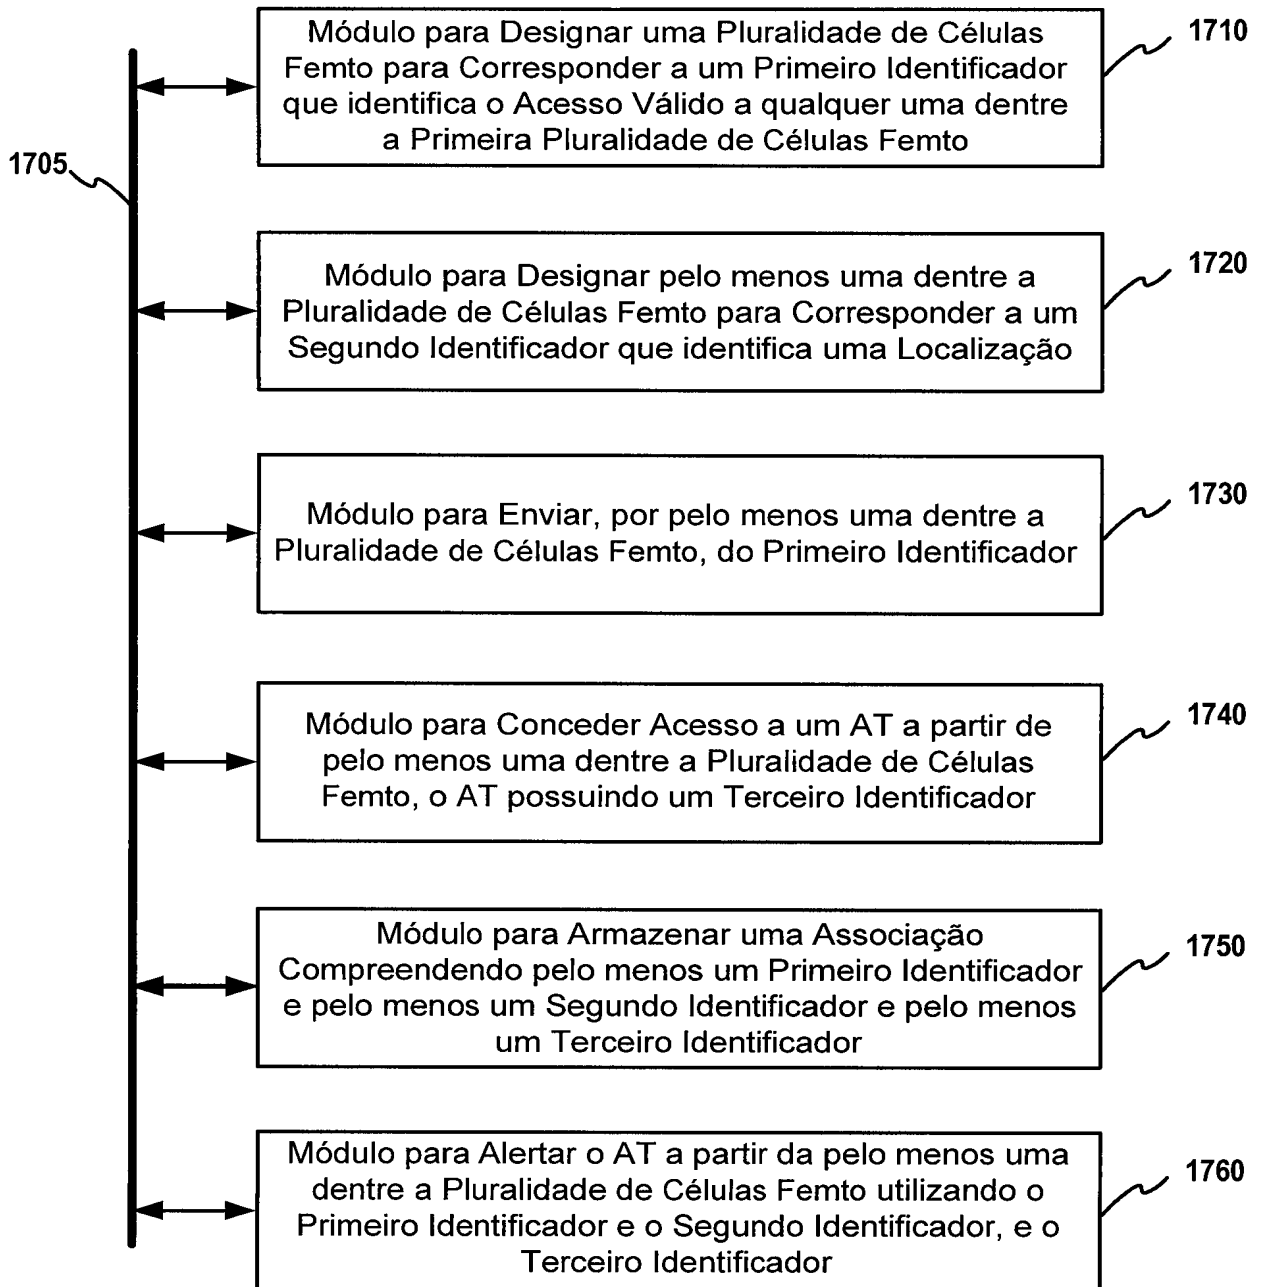 Módulo para Designar uma Pluralidade de Células
Femto para Corresponder a um Primeiro Identificador
que identifica o Acesso Válido a qualquer uma dentre
a Primeira Pluralidade de Células Femto
1710
1705
Módulo para Designar pelo menos uma dentre a
Pluralidade de Células Femto para Corresponder a um
Segundo Identificador que identifica uma Localização
1720
Módulo para Enviar, por pelo menos uma dentre a
Pluralidade de Células Femto, do Primeiro Identificador
1730
Módulo para Conceder Acesso a um AT a partir de
pelo menos uma dentre a Pluralidade de Células
Femto, o AT possuindo um Terceiro Identificador
1740
Módulo para Armazenar uma Associação
Compreendendo pelo menos um Primeiro Identificador
e pelo menos um Segundo Identificador e pelo menos
um Terceiro Identificador
1750
Módulo para Alertar o AT a partir da pelo menos uma
dentre a Pluralidade de Células Femto utilizando o
Primeiro Identificador e o Segundo Identificador, e o
Terceiro Identificador
1760